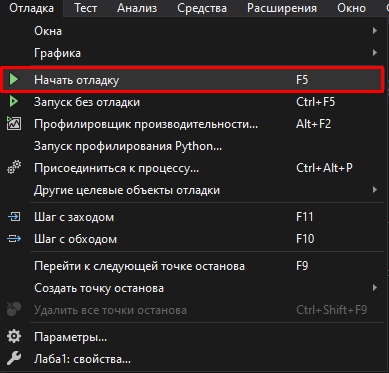 Отладка Тест Анализ Средства Расширения Окно
Окна
Графика
Начать отладку F5
Запуск без отладки Ctrl+F5
Профилировщик производительности... Alt+F2
Запуск профилирования Python...
Присоединиться к процессу... Ctrl+Alt+P
Другие целевые объекты отладки
Шаг с заходом F11
Шаг с обходом F10
Перейти к следующей точке останова F9
Создать точку останова
Удалить все точки останова Ctrl+Shift+F9
Параметры...
Лаба1: свойства...